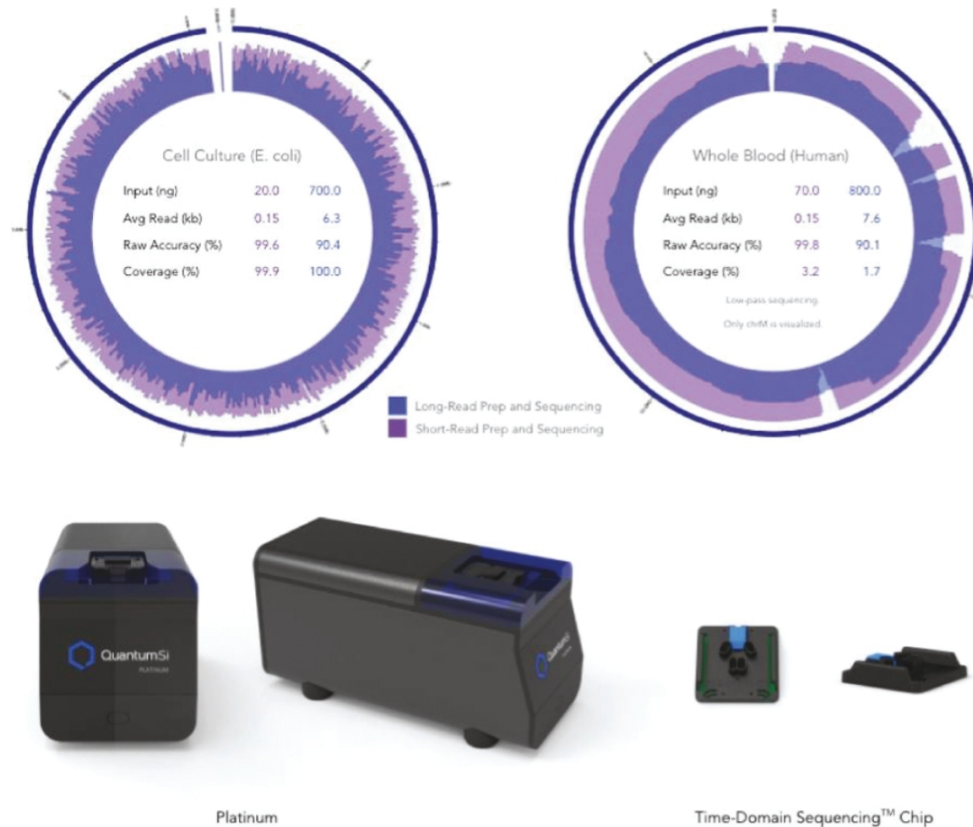 Cell Culture (E. coli)
Input (ng) 20.0 700.0
Avg Read (kb) 0.15 6.3
Raw Accuracy (%) 99.6 90.4
Coverage (%) 99.9 100.0
Whole Blood (Human)
Input (ng) 70.0 800.0
Avg Read (kb) 0.15 7.6
Raw Accuracy (%) 99.8 90.1
Coverage (%) 3.2 1.7
Low-pass sequencing.
Only chrM is visualized.
Long-Read Prep and Sequencing
Short-Read Prep and Sequencing
QuantumSi
PLATINUM
QuantumSi
Platinum
Time-Domain Sequencing™ Chip